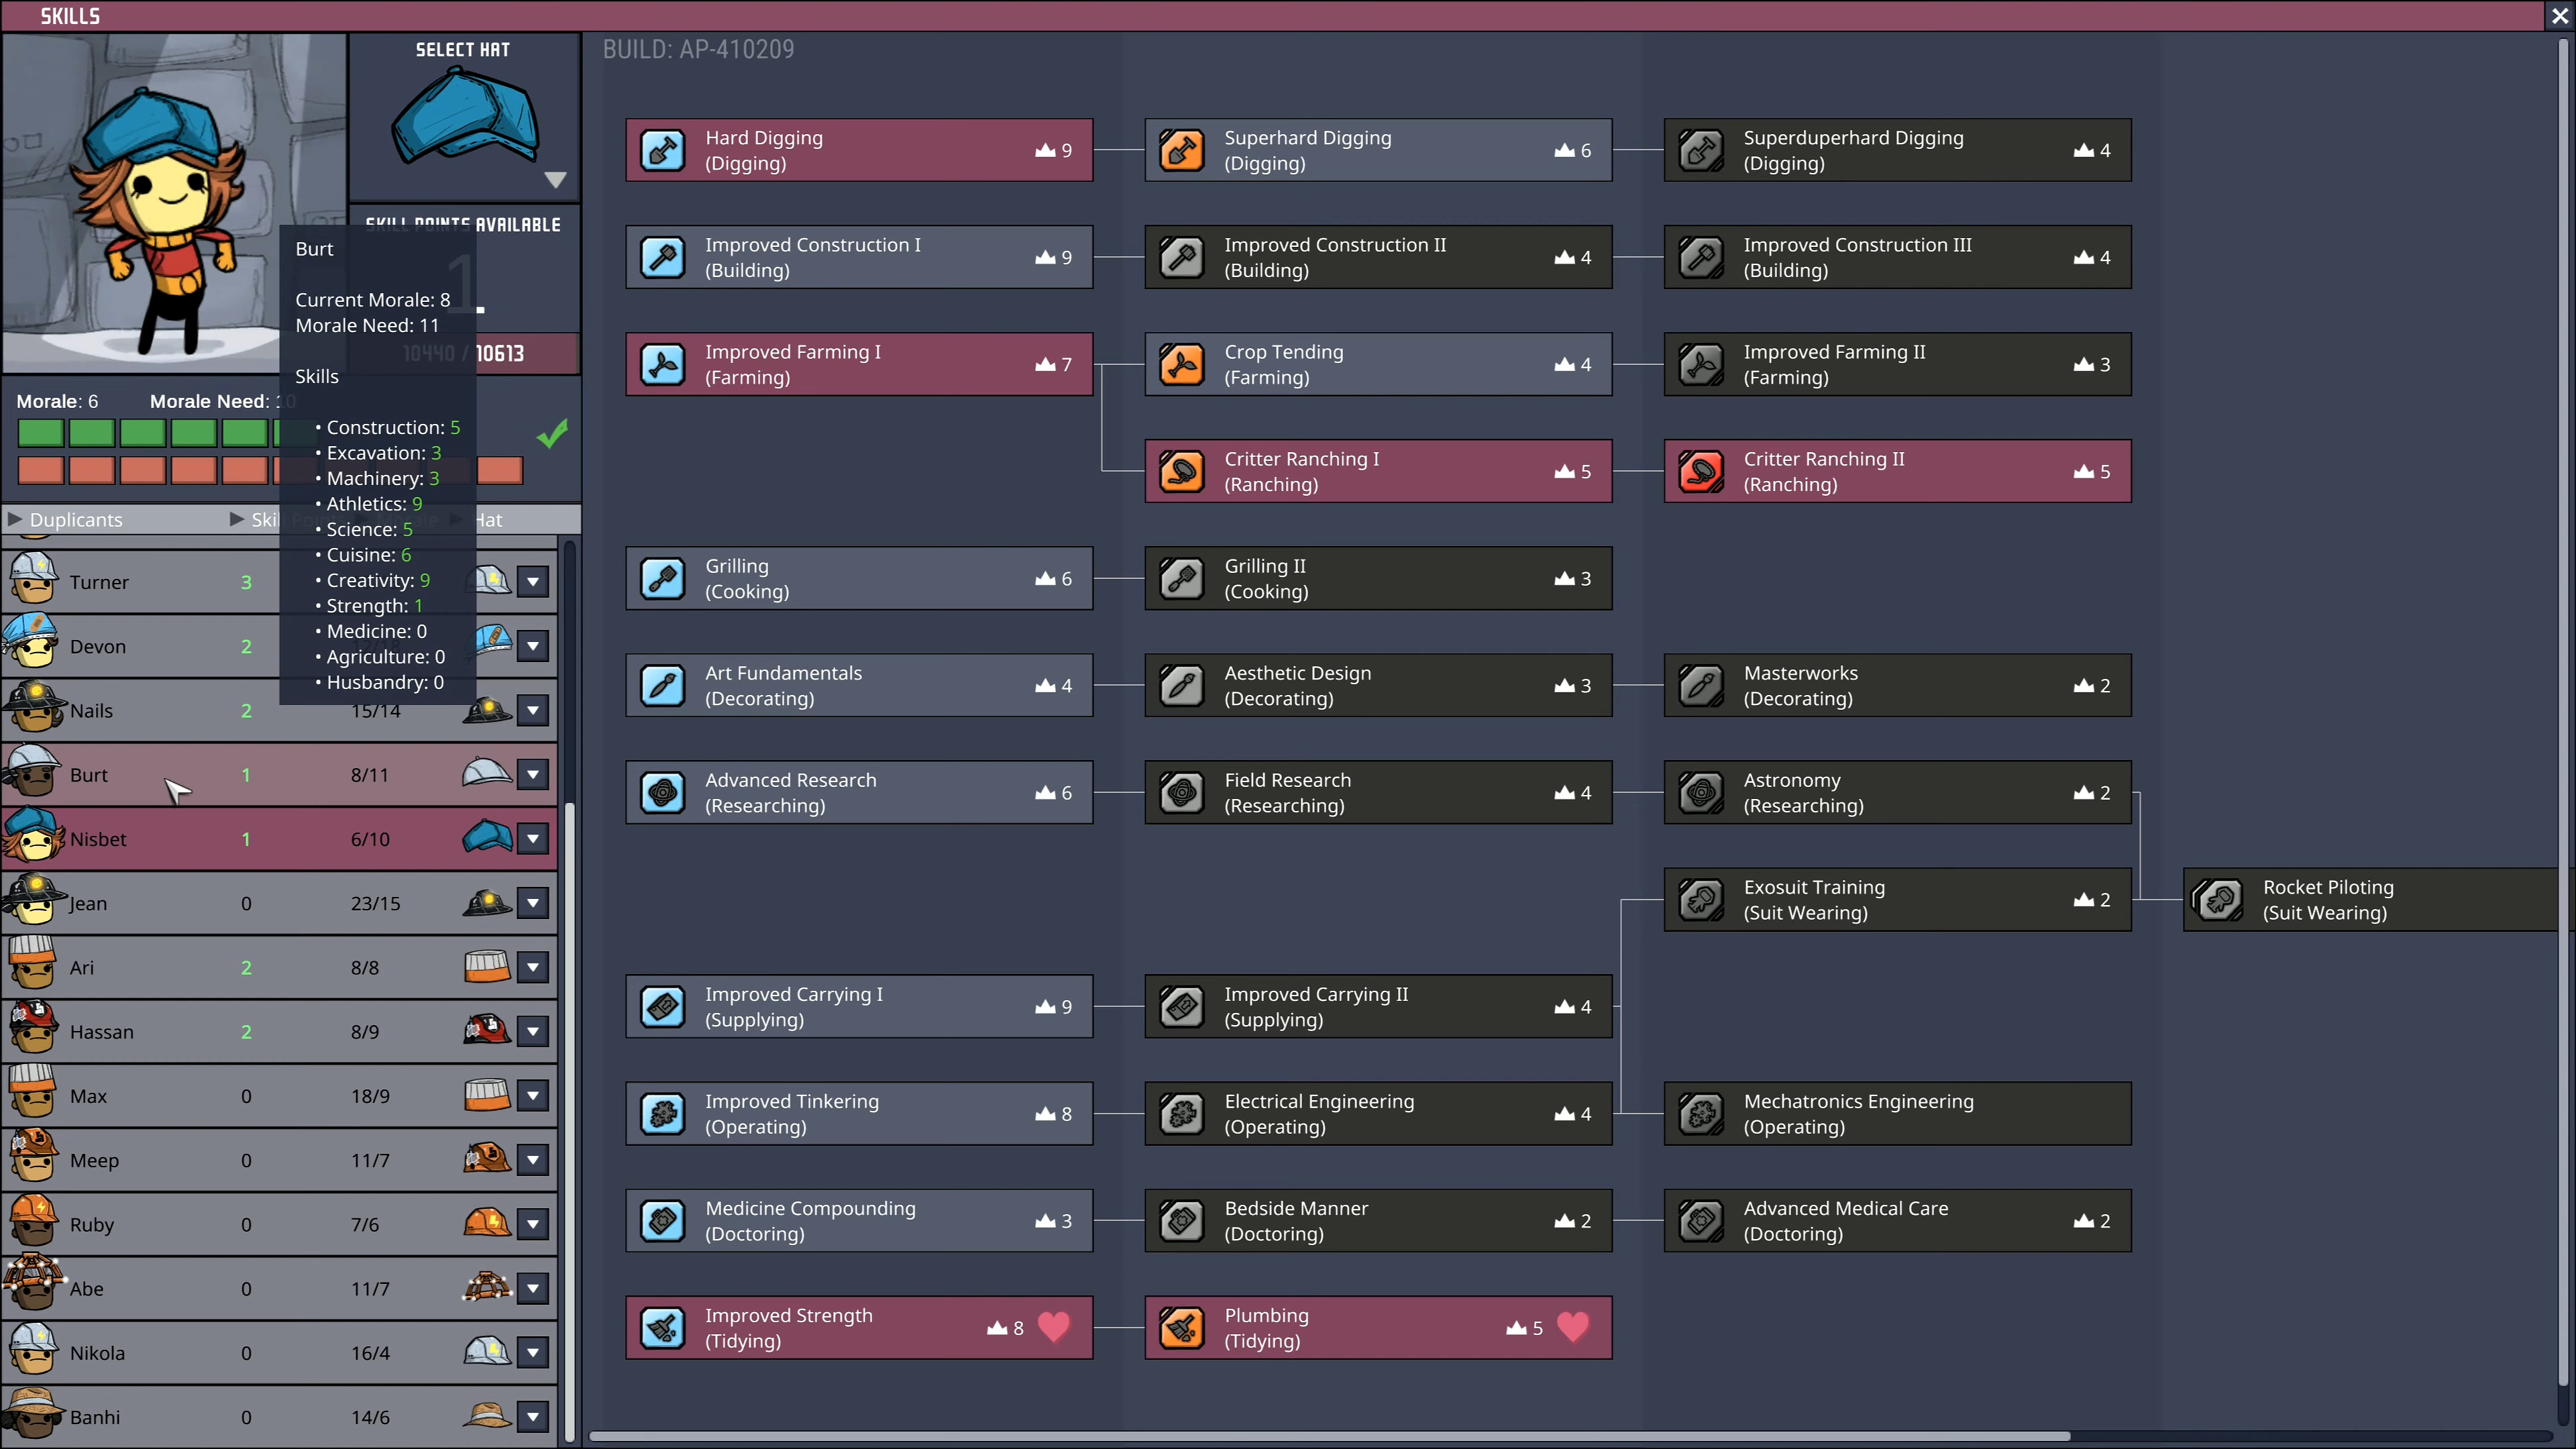 SKILLS
SELECT HAT
BUILD: AP-410209
SKILL POINTS AVAILABLE
1
10440 / 10613
Morale: 6 Morale Need: 10
Burt
Current Morale: 8
Morale Need: 11
Skills
• Construction: 5
• Excavation: 3
• Machinery: 3
• Athletics: 9
• Science: 5
• Cuisine: 6
• Creativity: 9
• Strength: 1
• Medicine: 0
• Agriculture: 0
• Husbandry: 0
Duplicants Hat
Turner 3
Devon 2
Nails 2 15/14
Burt 1 8/11
Nisbet 1 6/10
Jean 0 23/15
Ari 2 8/8
Hassan 2 8/9
Max 0 18/9
Meep 0 11/7
Ruby 0 7/6
Abe 0 11/7
Nikola 0 16/4
Banhi 0 14/6
Hard Digging
(Digging)
9
Superhard Digging
(Digging)
6
Superduperhard Digging
(Digging)
4
Improved Construction I
(Building)
9
Improved Construction II
(Building)
4
Improved Construction III
(Building)
4
Improved Farming I
(Farming)
7
Crop Tending
(Farming)
4
Improved Farming II
(Farming)
3
Critter Ranching I
(Ranching)
5
Critter Ranching II
(Ranching)
5
Grilling
(Cooking)
6
Grilling II
(Cooking)
3
Art Fundamentals
(Decorating)
4
Aesthetic Design
(Decorating)
3
Masterworks
(Decorating)
2
Advanced Research
(Researching)
6
Field Research
(Researching)
4
Astronomy
(Researching)
2
Exosuit Training
(Suit Wearing)
2
Rocket Piloting
(Suit Wearing)
Improved Carrying I
(Supplying)
9
Improved Carrying II
(Supplying)
4
Improved Tinkering
(Operating)
8
Electrical Engineering
(Operating)
4
Mechatronics Engineering
(Operating)
Medicine Compounding
(Doctoring)
3
Bedside Manner
(Doctoring)
2
Advanced Medical Care
(Doctoring)
2
Improved Strength
(Tidying)
8
Plumbing
(Tidying)
5